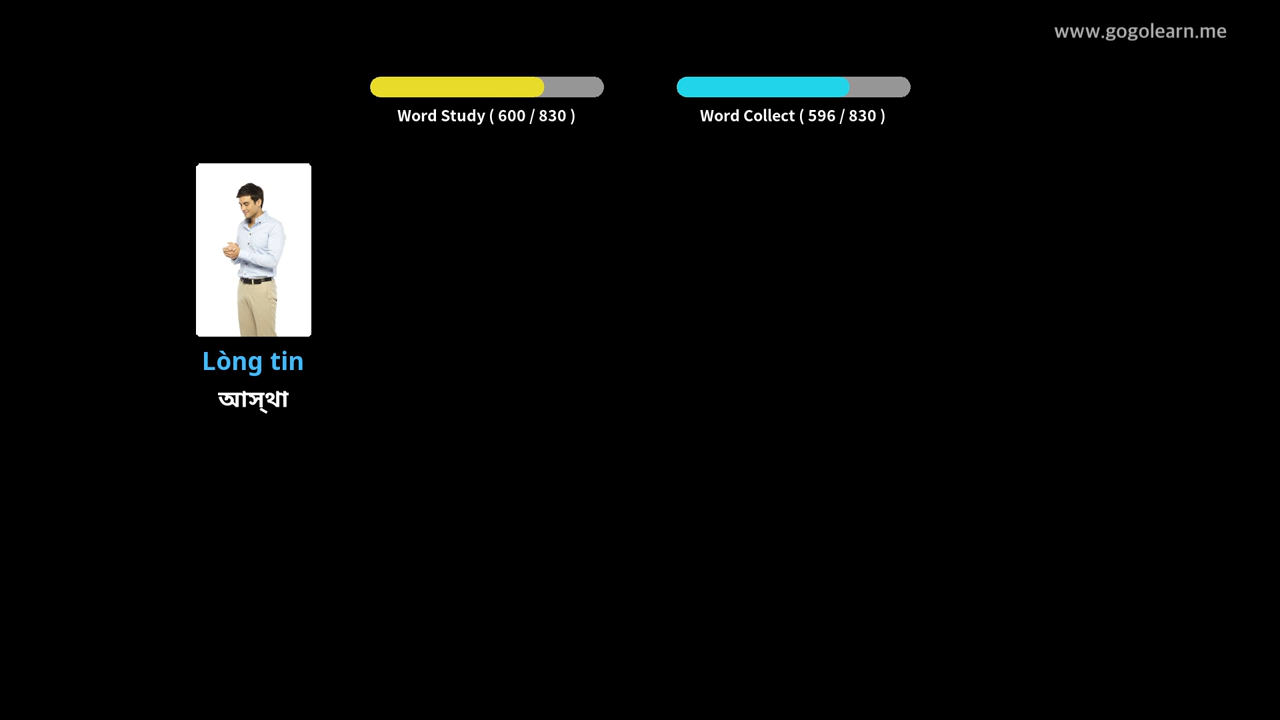 www.gogolearn.me
Word Study ( 600 / 830 )
Word Collect ( 596 / 830 )
Lòng tin
আস্থা